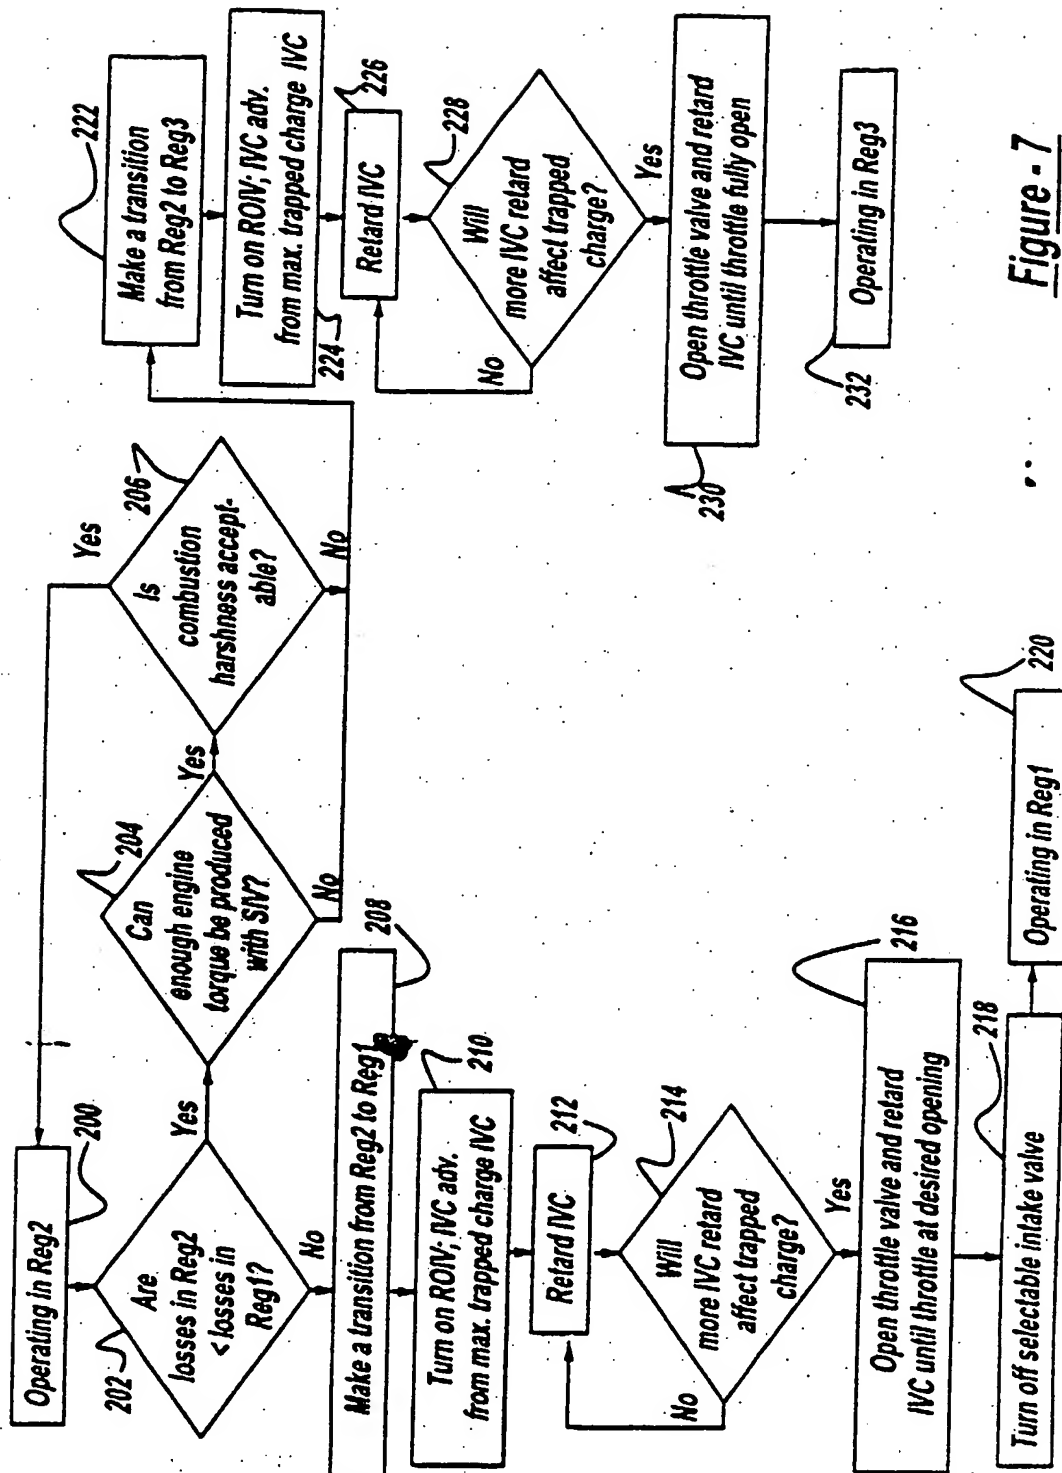 Operating in Reg2
200
Are
losses in Reg2
< losses in
Reg1?
202
Yes
No
Can
enough engine
torque be produced
with SIV?
204
Yes
No
Is
combustion
harshness accept-
able?
206
Yes
No
Make a transition from Reg2 to Reg1
208
Turn on ROIV; IVC adv.
from max. trapped charge IVC
210
Retard IVC
212
Will
more IVC retard
affect trapped
charge?
214
No
Yes
Open throttle valve and retard
IVC until throttle at desired opening
216
Turn off selectable intake valve
218
Operating in Reg1
220
Make a transition
from Reg2 to Reg3
222
Turn on ROIV; IVC adv.
from max. trapped charge IVC
224
Retard IVC
226
Will
more IVC retard
affect trapped
charge?
228
No
Yes
Open throttle valve and retard
IVC until throttle fully open
230
Operating in Reg3
232
Figure - 7